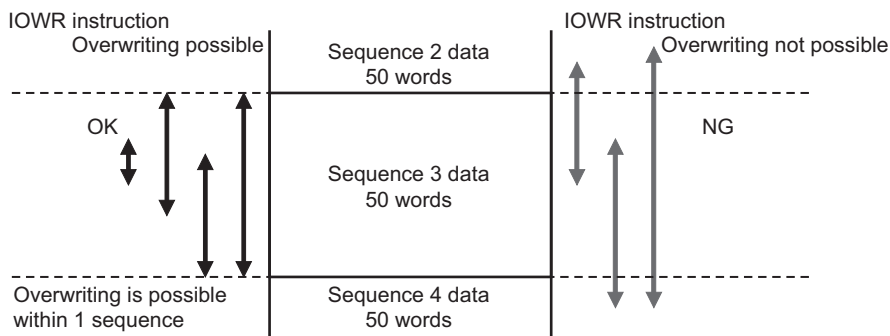 IOWR instruction
Overwriting possible
Sequence 2 data
50 words
IOWR instruction
Overwriting not possible
OK
Sequence 3 data
50 words
NG
Overwriting is possible
within 1 sequence
Sequence 4 data
50 words